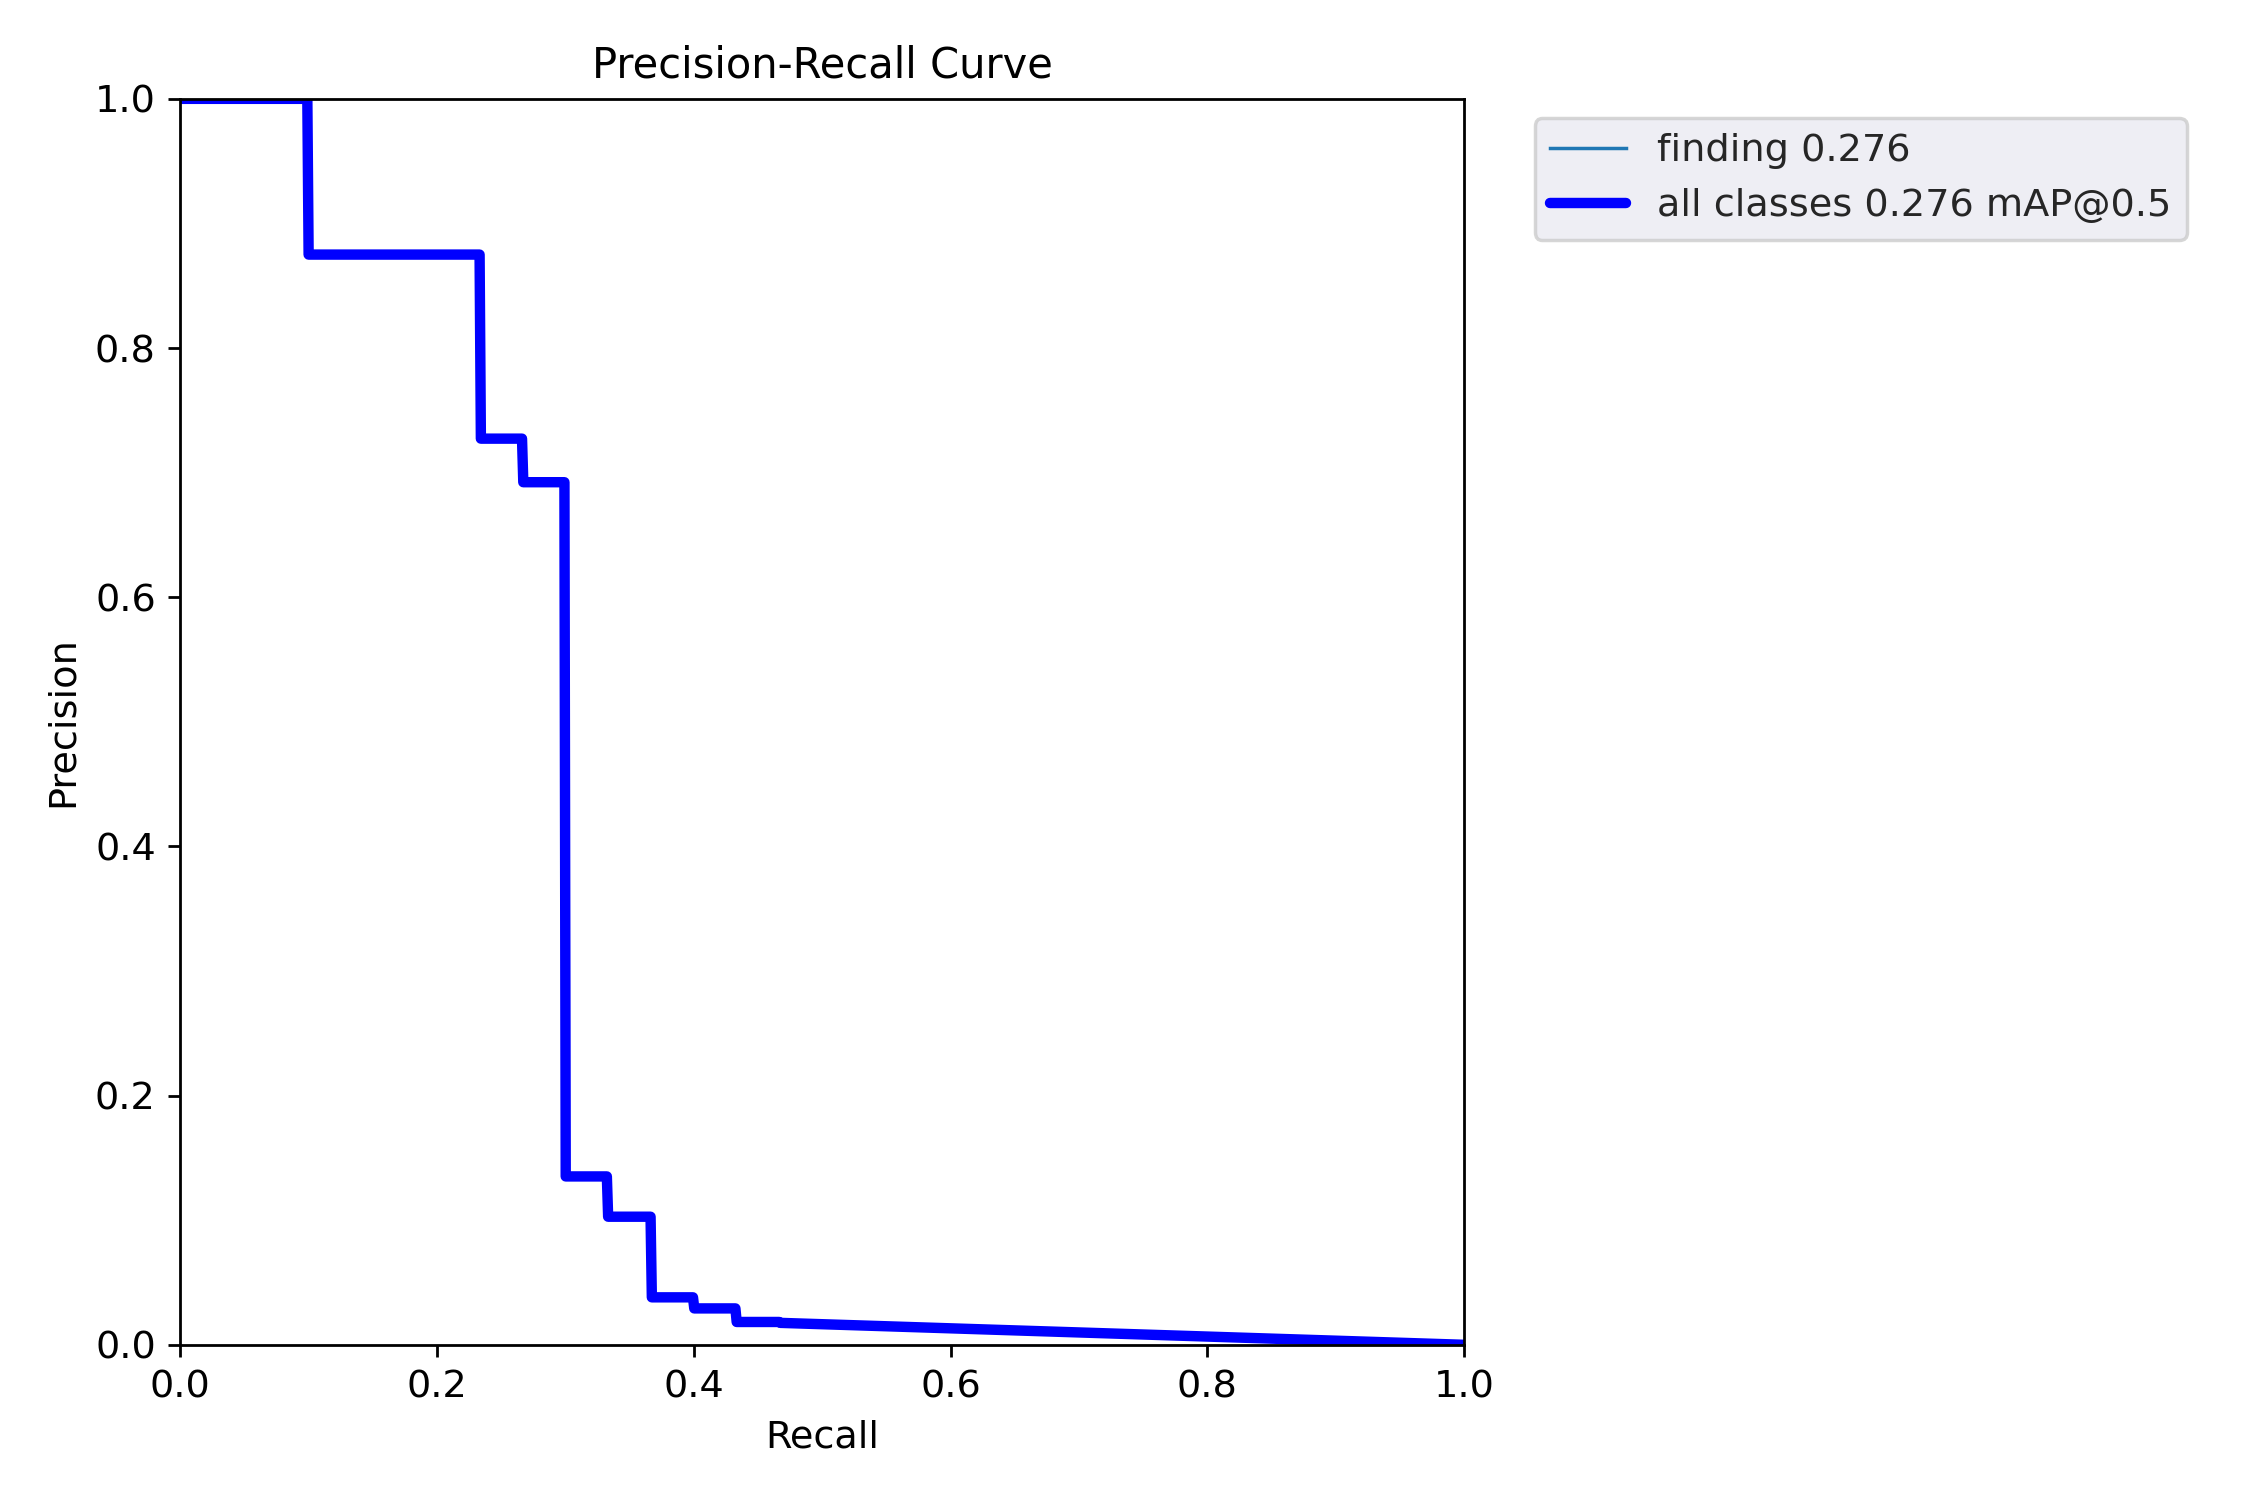 Precision-Recall Curve
finding 0.276
all classes 0.276 mAP@0.5
Precision
1.0
0.8
0.6
0.4
0.2
0.0
0.0 0.2 0.4 0.6 0.8 1.0
Recall